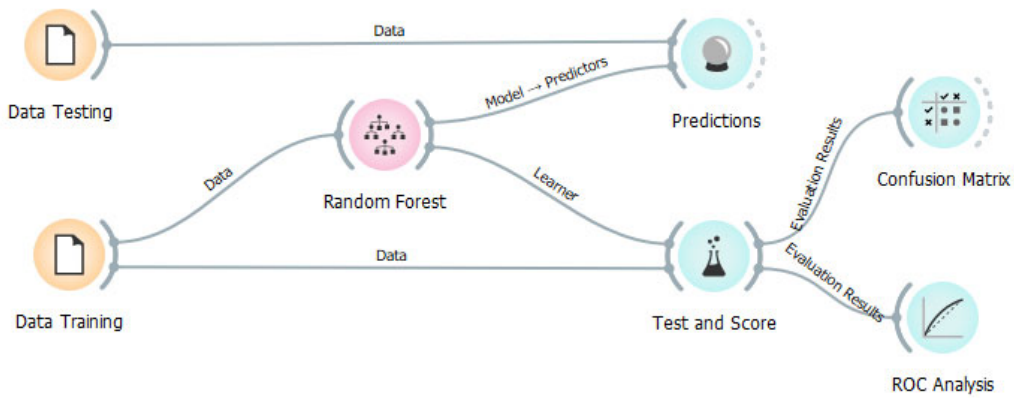 Data
Data Testing
Model → Predictors
Predictions
Data
Random Forest
Learner
Evaluation Results
Confusion Matrix
Data
Data Training
Test and Score
Evaluation Results
ROC Analysis